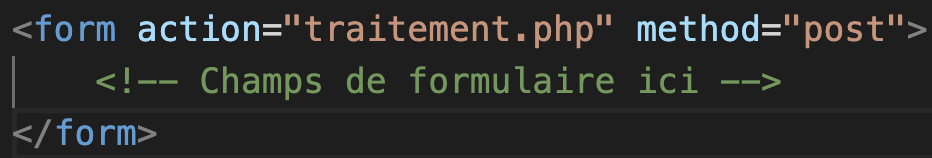 <form action="traitement.php" method="post">
<!-- Champs de formulaire ici -->
</form>